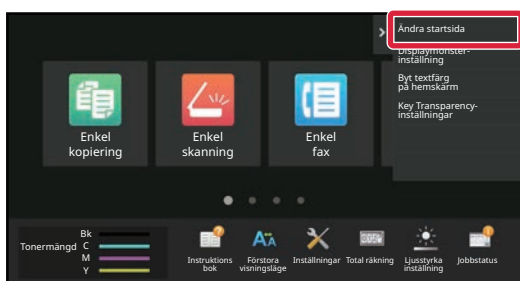 Ändra startsida
Displaymönster-
inställning
Byt textfärg
på hemskärm
Key Transparency-
inställningar
Enkel
kopiering
Enkel
skanning
Enkel
fax
Tonermängd
Bk
C
M
Y
Instruktions
bok
Förstora
visningsläge
Inställningar
Total räkning
Ljusstyrka
inställning
Jobbstatus